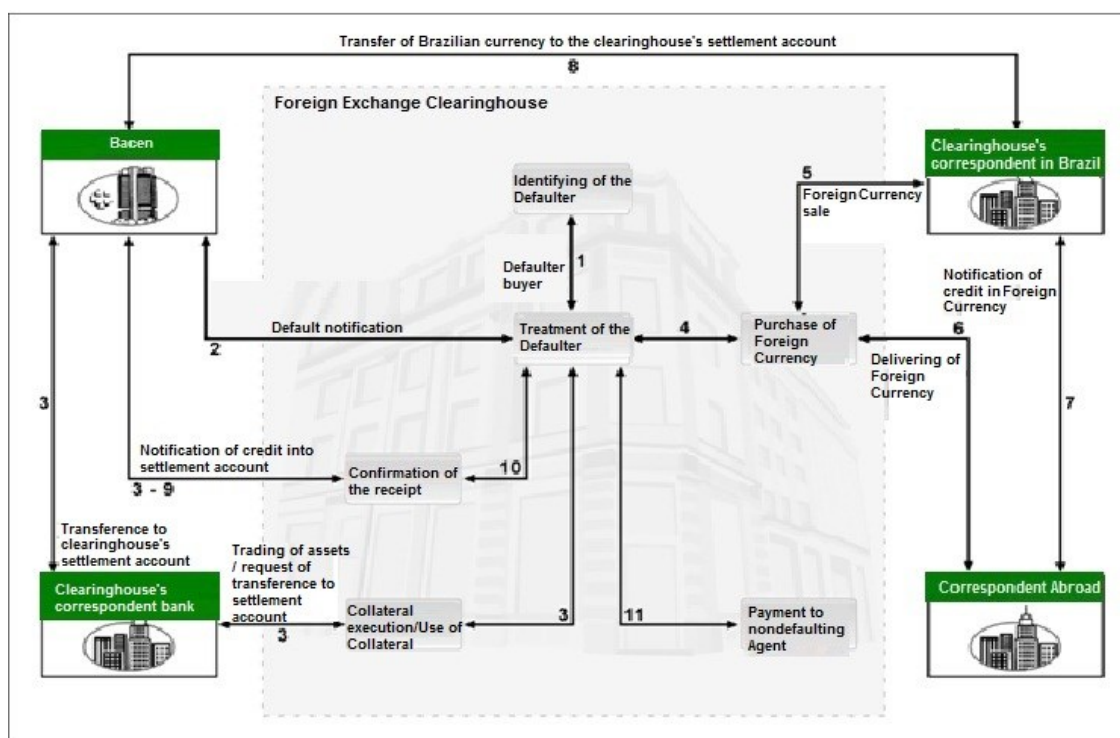 Transfer of Brazilian currency to the clearinghouse's settlement account
8
Foreign Exchange Clearinghouse
Bacen
Clearinghouse's
correspondent in Brazil
Identifying of the
Defaulter
5
Foreign Currency
sale
1
Defaulter
buyer
Notification of
credit in Foreign
Currency
Default notification
2
Treatment of the
Defaulter
4
Purchase of
Foreign
Currency
6
Delivering of
Foreign
Currency
3
7
Notification of credit into
settlement account
3 - 9
Confirmation of
the receipt
10
Transference to
clearinghouse's
settlement account
Trading of assets
/ request of
transference to
settlement
account
3
Clearinghouse's
correspondent bank
Collateral
execution/Use of
Collateral
3
11
Payment to
nondefaulting
Agent
Correspondent Abroad